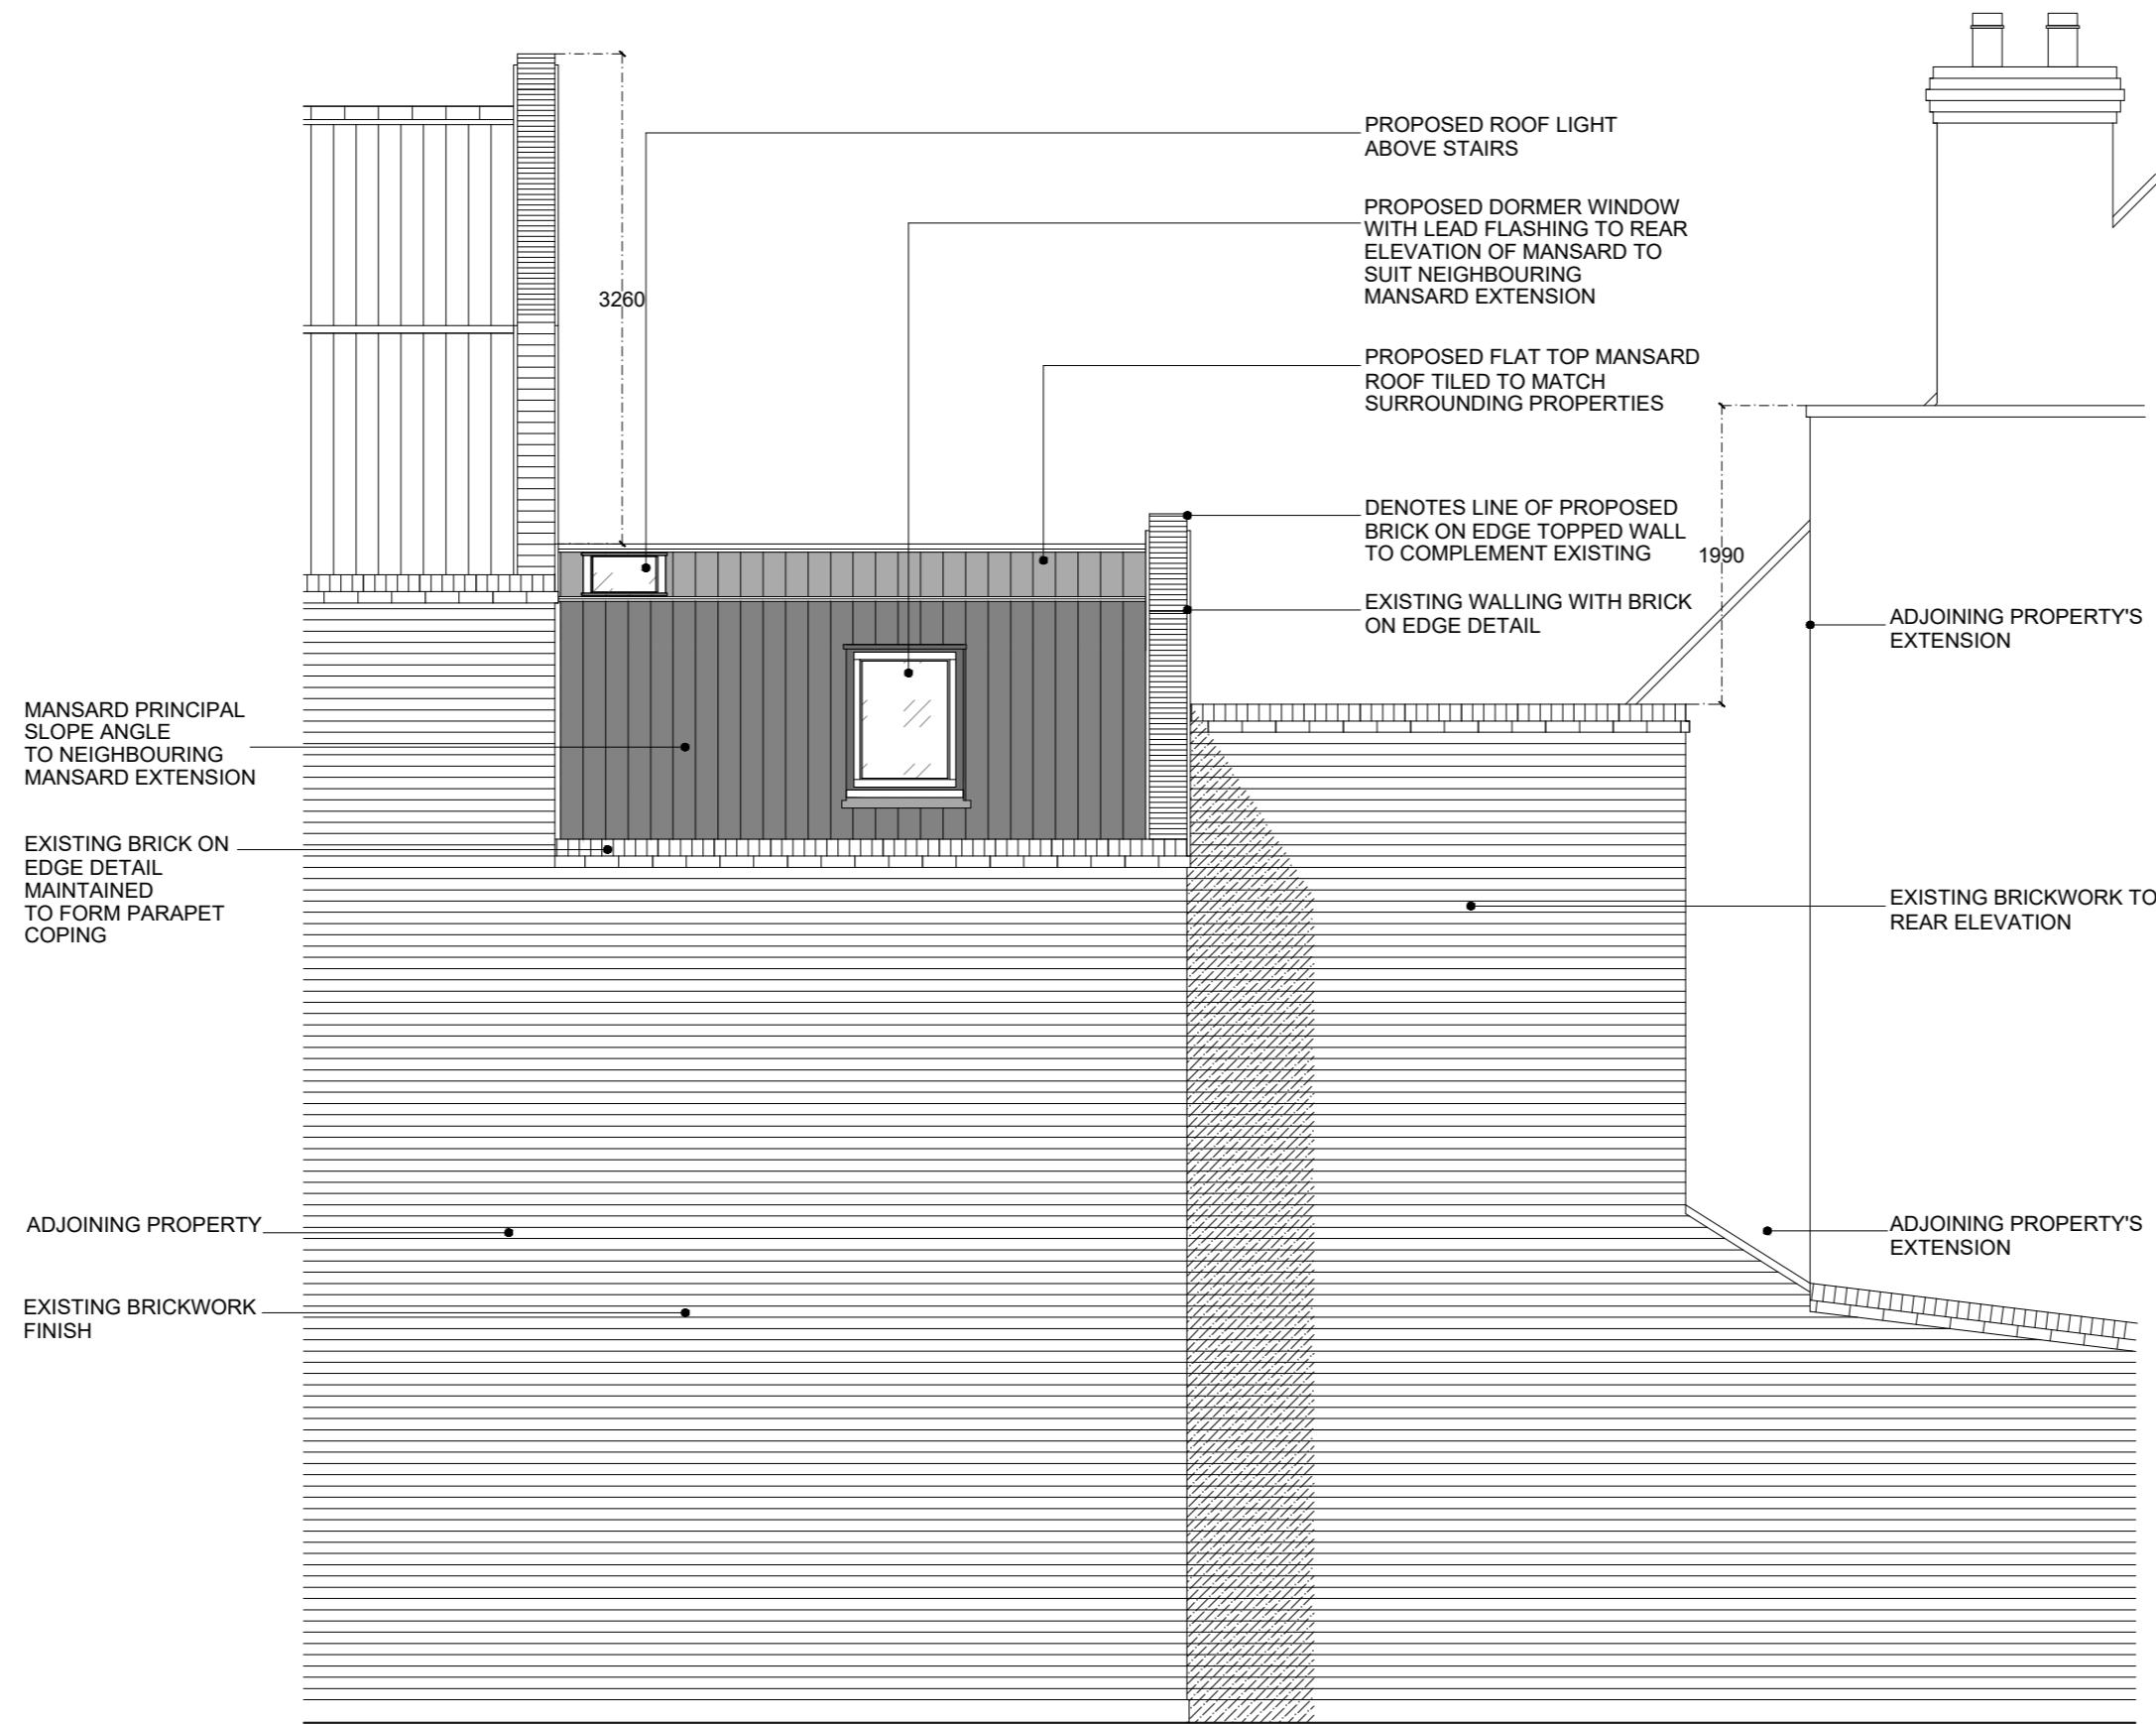 PROPOSED ROOF LIGHT
ABOVE STAIRS
PROPOSED DORMER WINDOW
WITH LEAD FLASHING TO REAR
ELEVATION OF MANSARD TO
SUIT NEIGHBOURING
MANSARD EXTENSION
3260
PROPOSED FLAT TOP MANSARD
ROOF TILED TO MATCH
SURROUNDING PROPERTIES
DENOTES LINE OF PROPOSED
BRICK ON EDGE TOPPED WALL
TO COMPLEMENT EXISTING
1990
EXISTING WALLING WITH BRICK
ON EDGE DETAIL
ADJOINING PROPERTY'S
EXTENSION
MANSARD PRINCIPAL
SLOPE ANGLE
TO NEIGHBOURING
MANSARD EXTENSION
EXISTING BRICK ON
EDGE DETAIL
MAINTAINED
TO FORM PARAPET
COPING
EXISTING BRICKWORK TO
REAR ELEVATION
ADJOINING PROPERTY
ADJOINING PROPERTY'S
EXTENSION
EXISTING BRICKWORK
FINISH